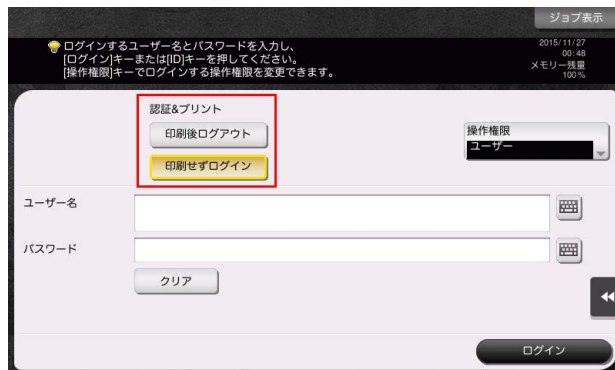 ジョブ表示
ログインするユーザー名とパスワードを入力し、
[ログイン]キーまたは[ID]キーを押してください。
[操作権限]キーでログインする操作権限を変更できます。
2015/11/27
00:48
メモリー残量
100%
認証&プリント
印刷後ログアウト
印刷せずログイン
操作権限
ユーザー
ユーザー名
パスワード
クリア
ログイン